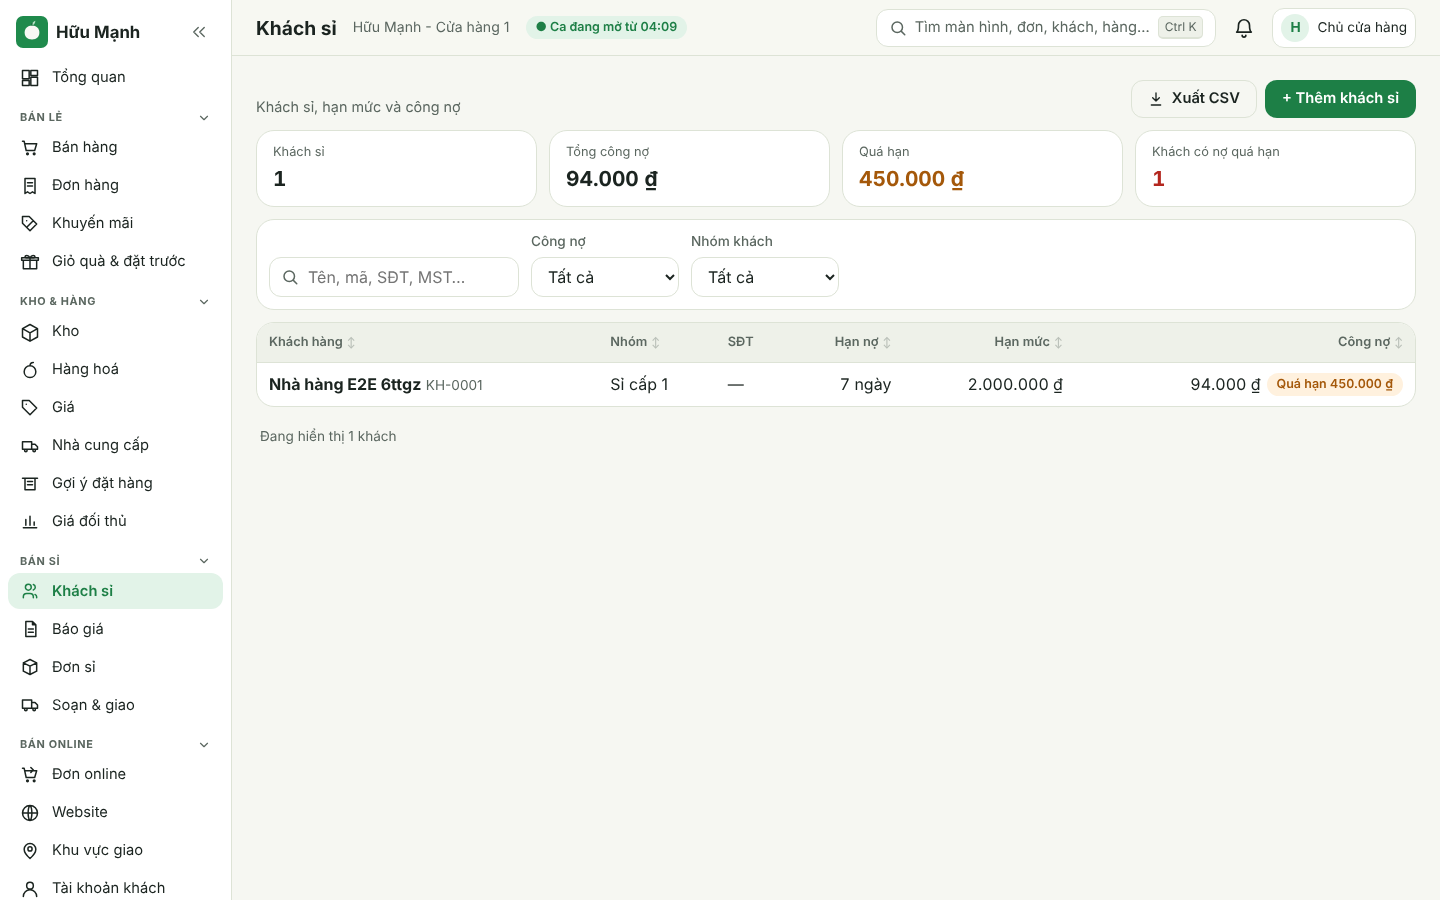 Hữu Mạnh
Tổng quan
BÁN LẺ
Bán hàng
Đơn hàng
Khuyến mãi
Giỏ quà & đặt trước
KHO & HÀNG
Kho
Hàng hoá
Giá
Nhà cung cấp
Gợi ý đặt hàng
Giá đối thủ
BÁN SỈ
Khách sỉ
Báo giá
Đơn sỉ
Soạn & giao
BÁN ONLINE
Đơn online
Website
Khu vực giao
Tài khoản khách
Khách sỉ Hữu Mạnh - Cửa hàng 1 Ca đang mở từ 04:09 Tìm màn hình, đơn, khách, hàng... Ctrl K H Chủ cửa hàng
Khách sỉ, hạn mức và công nợ Xuất CSV + Thêm khách sỉ
Khách sỉ Tổng công nợ Quá hạn Khách có nợ quá hạn
1 94.000 ₫ 450.000 ₫ 1
Công nợ Nhóm khách
Tên, mã, SĐT, MST... Tất cả Tất cả
Khách hàng Nhóm SĐT Hạn nợ Hạn mức Công nợ
Nhà hàng E2E 6ttgz KH-0001 Sỉ cấp 1 — 7 ngày 2.000.000 ₫ 94.000 ₫ Quá hạn 450.000 ₫
Đang hiển thị 1 khách